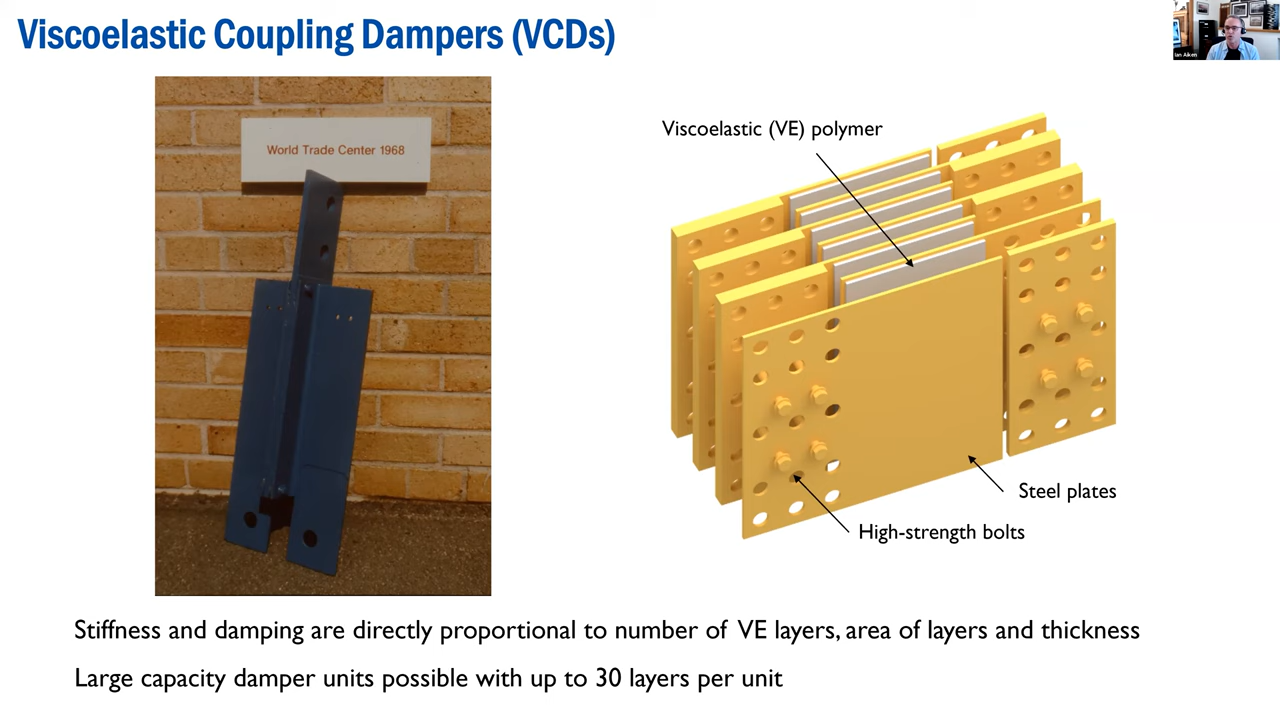 Viscoelastic Coupling Dampers (VCDs)
Ian Aiken
World Trade Center 1968
Viscoelastic (VE) polymer
Steel plates
High-strength bolts
Stiffness and damping are directly proportional to number of VE layers, area of layers and thickness
Large capacity damper units possible with up to 30 layers per unit